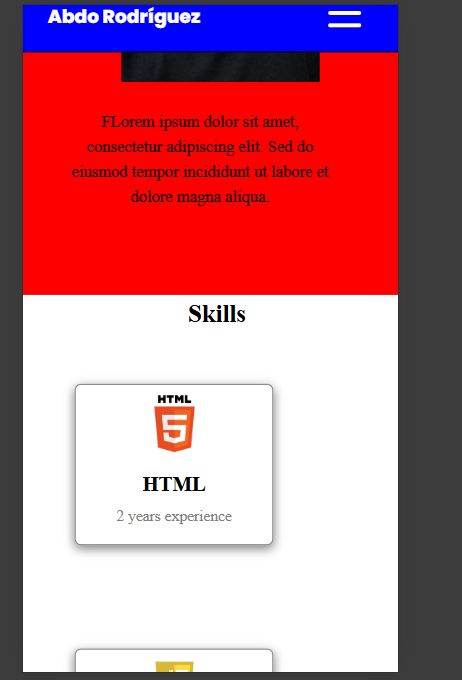 Abdo Rodríguez
FLorem ipsum dolor sit amet,
consectetur adipiscing elit. Sed do
eiusmod tempor incididunt ut labore et
dolore magna aliqua.
Skills
HTML
5
HTML
2 years experience